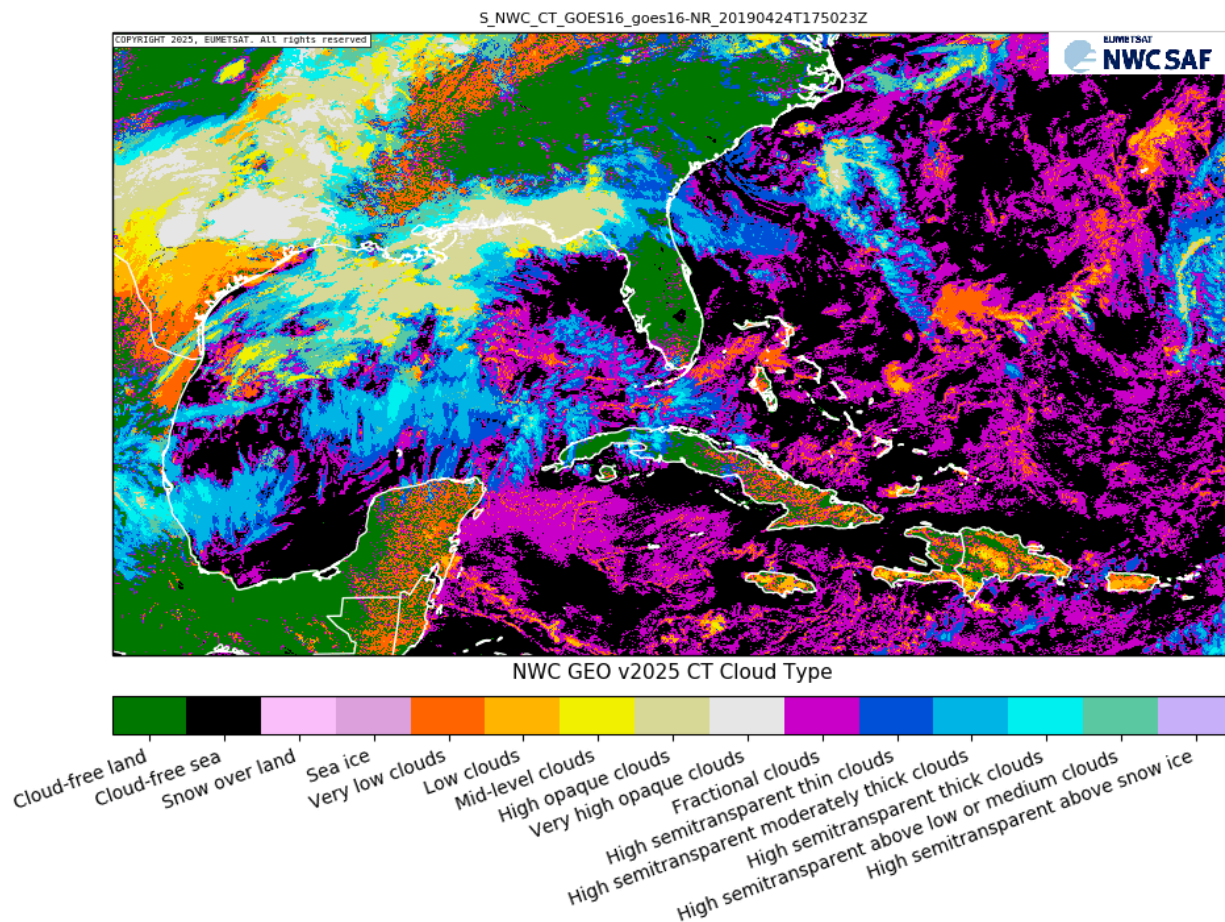 S_NWC_CT_GOES16_goes16-NR_20190424T175023Z
COPYRIGHT 2025, EUMETSAT. All rights reserved
EUMETSAT
NWC SAF
NWC GEO v2025 CT Cloud Type
Cloud-free land
Cloud-free sea
Snow over land
Sea ice
Very low clouds
Low clouds
Mid-level clouds
High opaque clouds
Very high opaque clouds
Fractional clouds
High semitransparent thin clouds
High semitransparent moderately thick clouds
High semitransparent thick clouds
High semitransparent above low or medium clouds
High semitransparent above snow ice